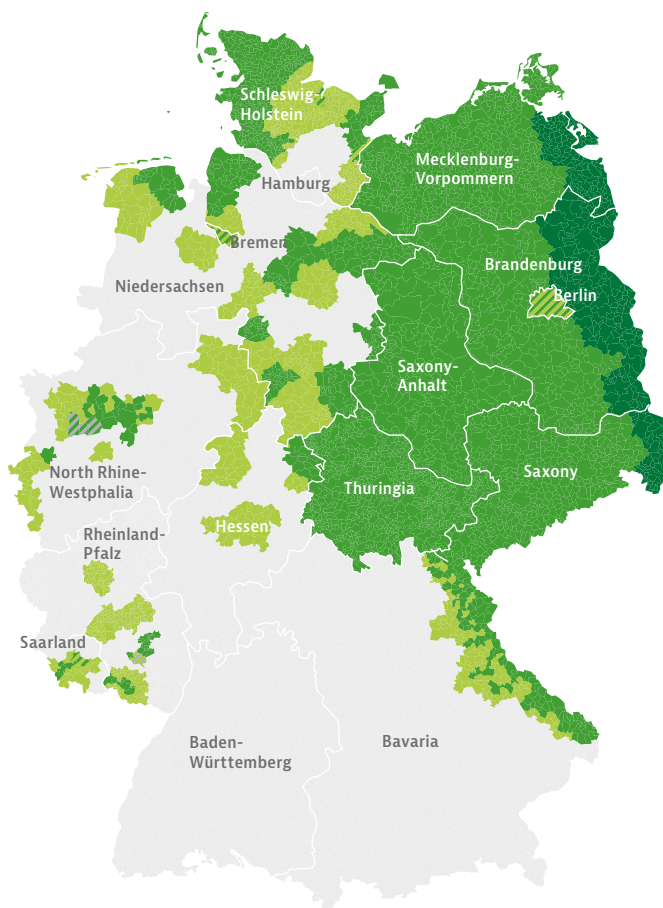 Schleswig-
Holstein
Mecklenburg-
Vorpommern
Hamburg
Bremen
Brandenburg
Niedersachsen
Berlin
Saxony-
Anhalt
North Rhine-
Westphalia
Saxony
Thuringia
Hessen
Rheinland-
Pfalz
Saarland
Baden-
Württemberg
Bavaria